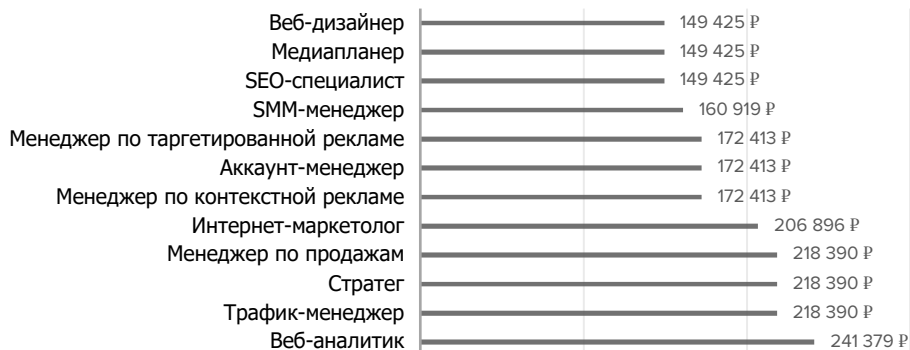 Веб-дизайнер 149 425 ₽
Медиапланер 149 425 ₽
SEO-специалист 149 425 ₽
SMM-менеджер 160 919 ₽
Менеджер по таргетированной рекламе 172 413 ₽
Аккаунт-менеджер 172 413 ₽
Менеджер по контекстной рекламе 172 413 ₽
Интернет-маркетолог 206 896 ₽
Менеджер по продажам 218 390 ₽
Стратег 218 390 ₽
Трафик-менеджер 218 390 ₽
Веб-аналитик 241 379 ₽